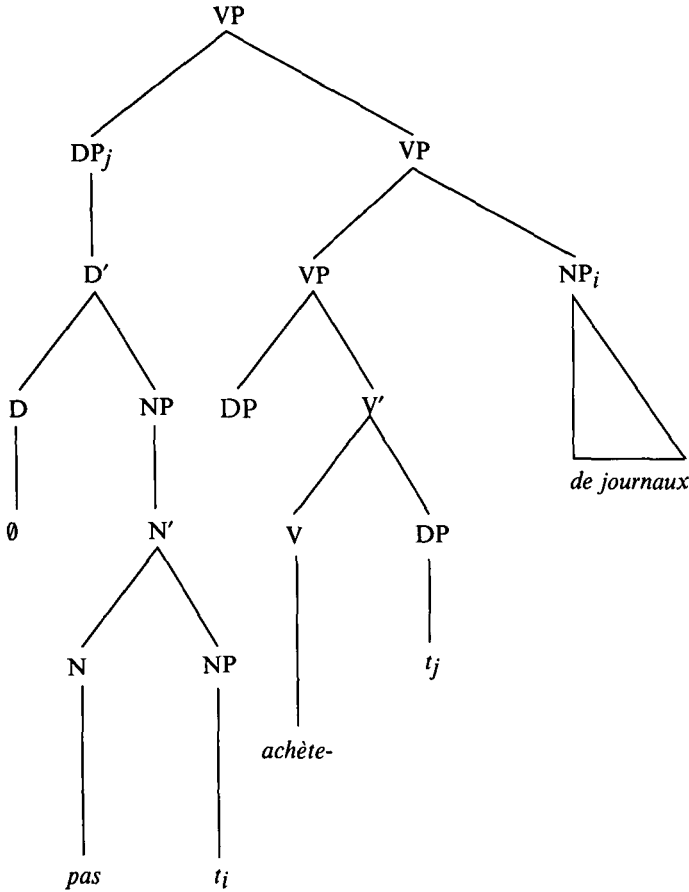 VP
DPj VP
D′ VP NPi
D NP DP V′
de journaux
∅ N′ V DP
N NP tj
achète-
pas ti